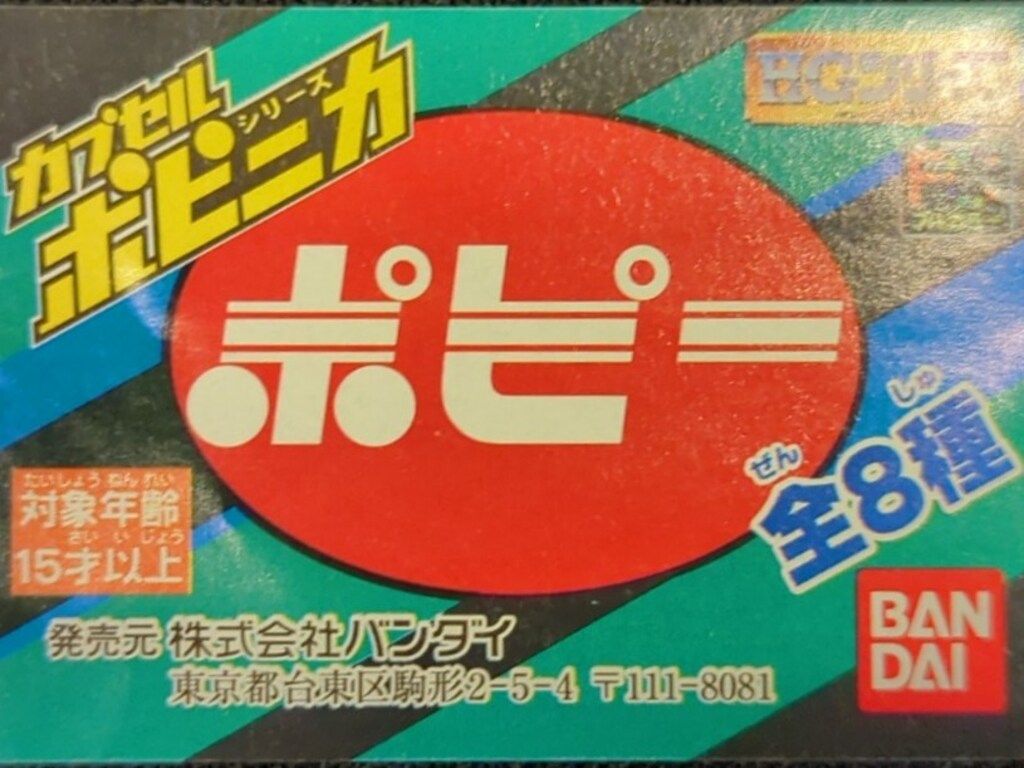 カプセル
ポピニカ
シリーズ
ポピー
ぜん しゅ
全8種
たいしょう ねん れい
対象年齢
さい い じょう
15才以上
発売元 株式会社バンダイ
東京都台東区駒形2-5-4 〒111-8081
BAN
DAI